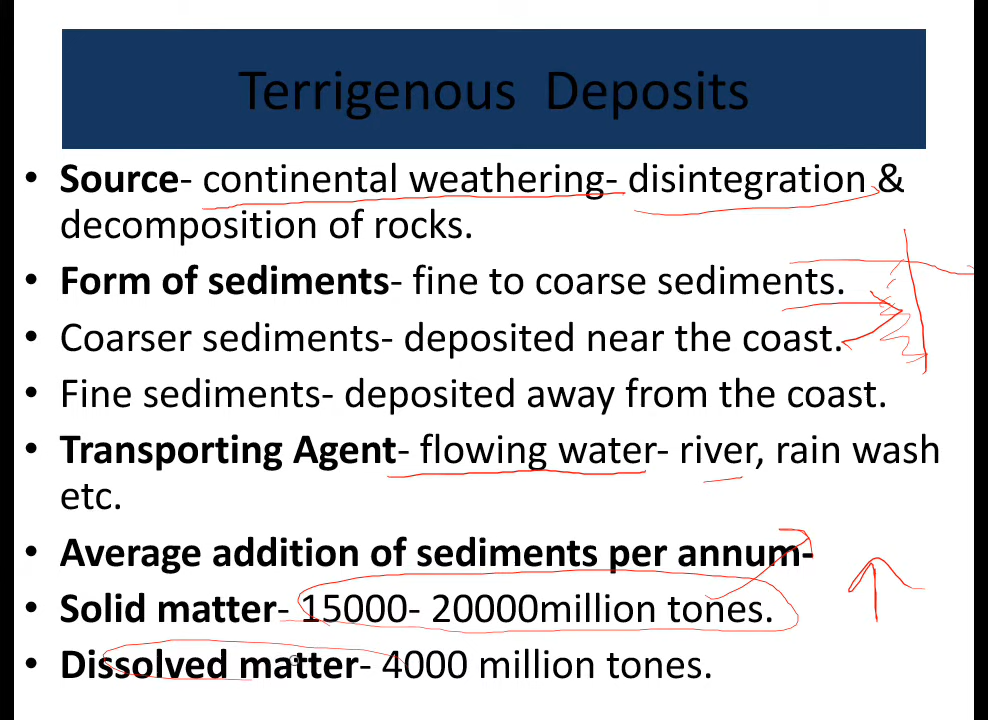 Terrigenous Deposits
• Source- continental weathering- disintegration &
decomposition of rocks.
• Form of sediments- fine to coarse sediments.
• Coarser sediments- deposited near the coast.
• Fine sediments- deposited away from the coast.
• Transporting Agent- flowing water- river, rain wash
etc.
• Average addition of sediments per annum-
• Solid matter- 15000- 20000million tones.
• Dissolved matter- 4000 million tones.